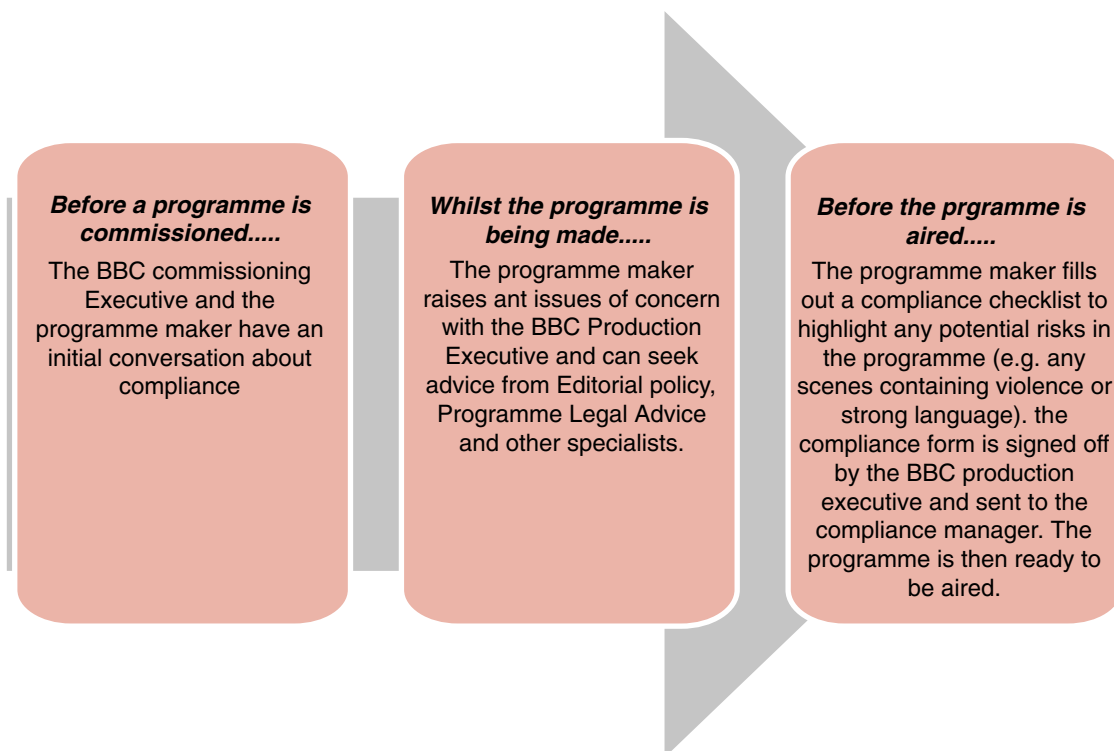 Before a programme is
commissioned.....
The BBC commissioning
Executive and the
programme maker have an
initial conversation about
compliance
Whilst the programme is
being made.....
The programme maker
raises ant issues of concern
with the BBC Production
Executive and can seek
advice from Editorial policy,
Programme Legal Advice
and other specialists.
Before the prgramme is
aired.....
The programme maker fills
out a compliance checklist to
highlight any potential risks in
the programme (e.g. any
scenes containing violence or
strong language). the
compliance form is signed off
by the BBC production
executive and sent to the
compliance manager. The
programme is then ready to
be aired.